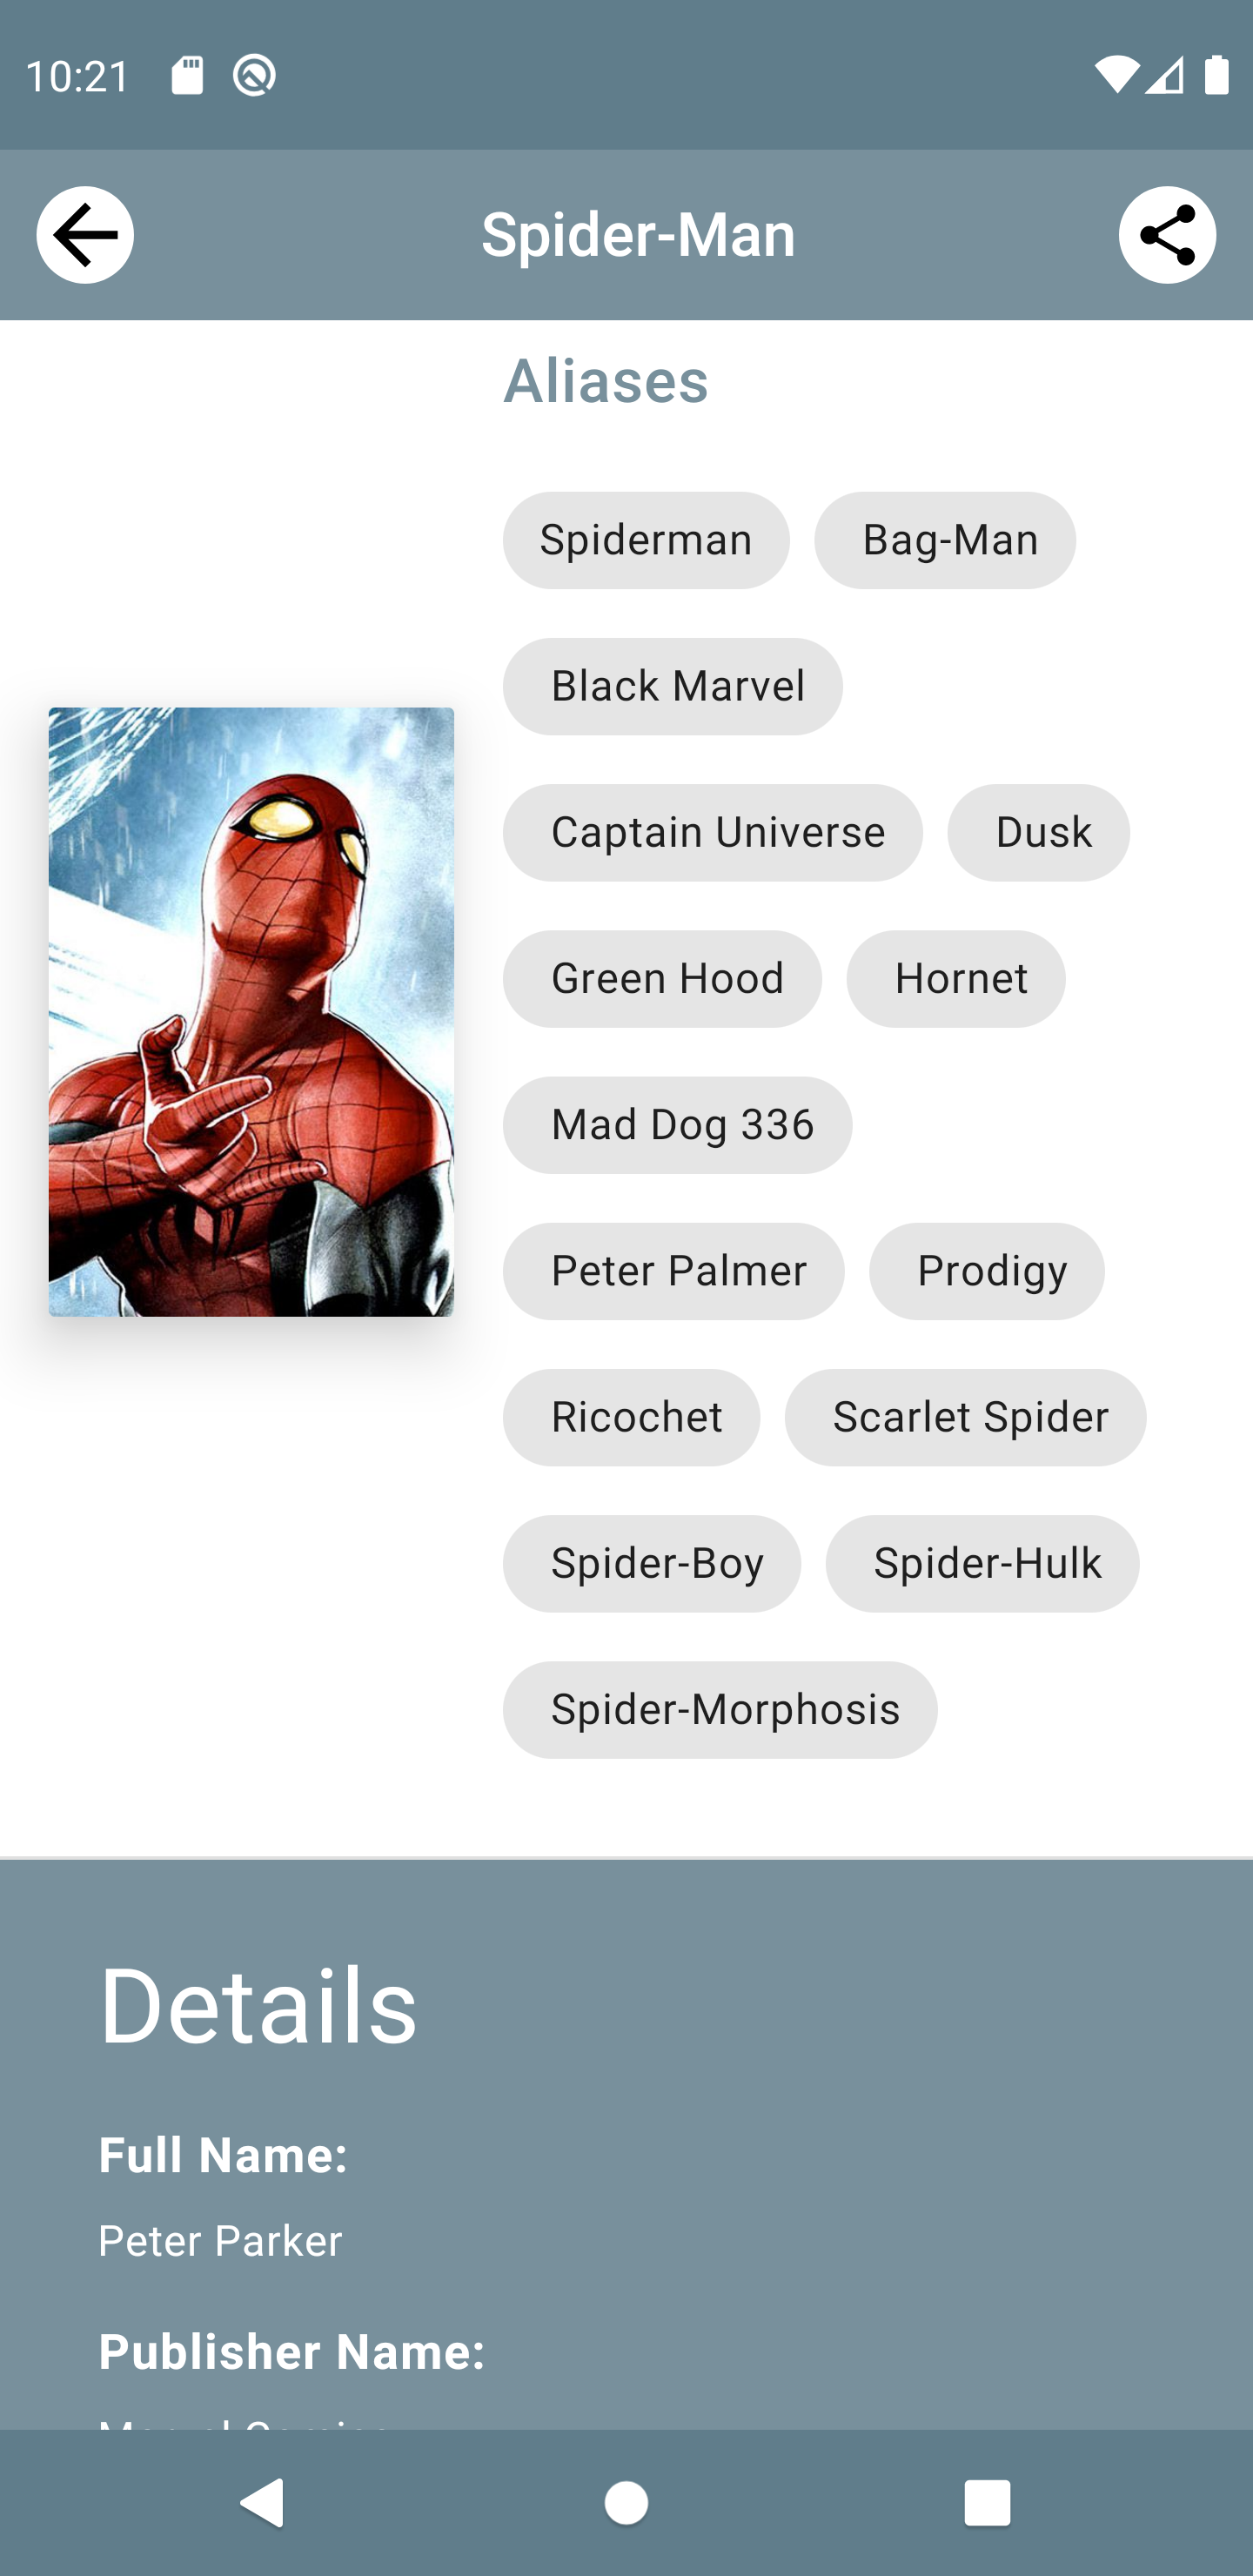 10:21
Spider-Man
Aliases
Spiderman Bag-Man
Black Marvel
Captain Universe Dusk
Green Hood Hornet
Mad Dog 336
Peter Palmer Prodigy
Ricochet Scarlet Spider
Spider-Boy Spider-Hulk
Spider-Morphosis
Details
Full Name:
Peter Parker
Publisher Name: